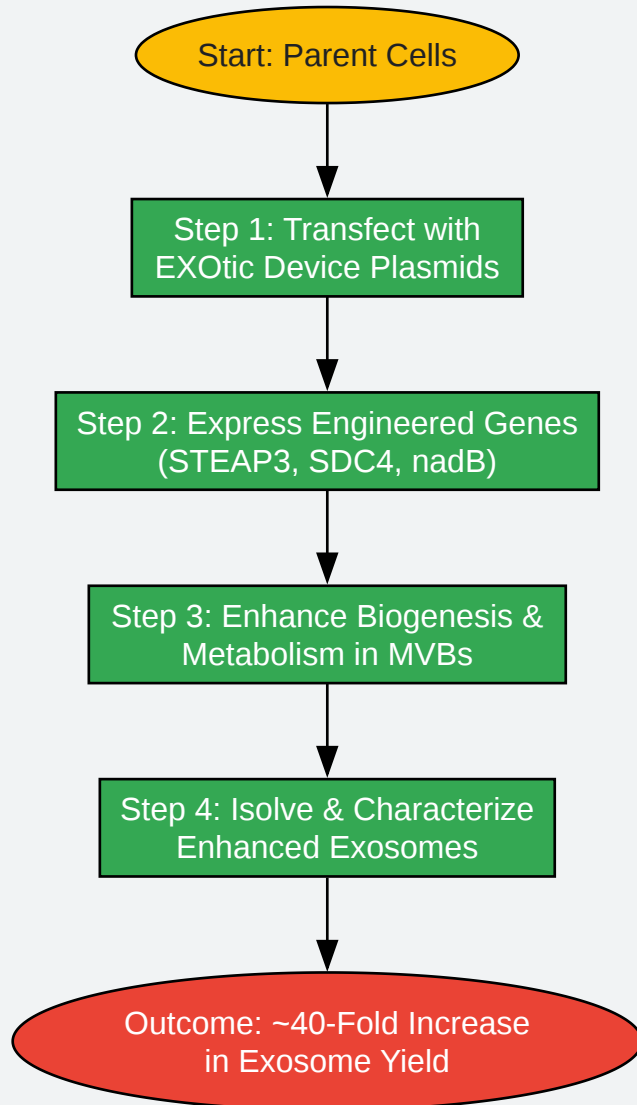 Start: Parent Cells
Step 1: Transfect with
EXOtic Device Plasmids
Step 2: Express Engineered Genes
(STEAP3, SDC4, nadB)
Step 3: Enhance Biogenesis &
Metabolism in MVBs
Step 4: Isolve & Characterize
Enhanced Exosomes
Outcome: ~40-Fold Increase
in Exosome Yield